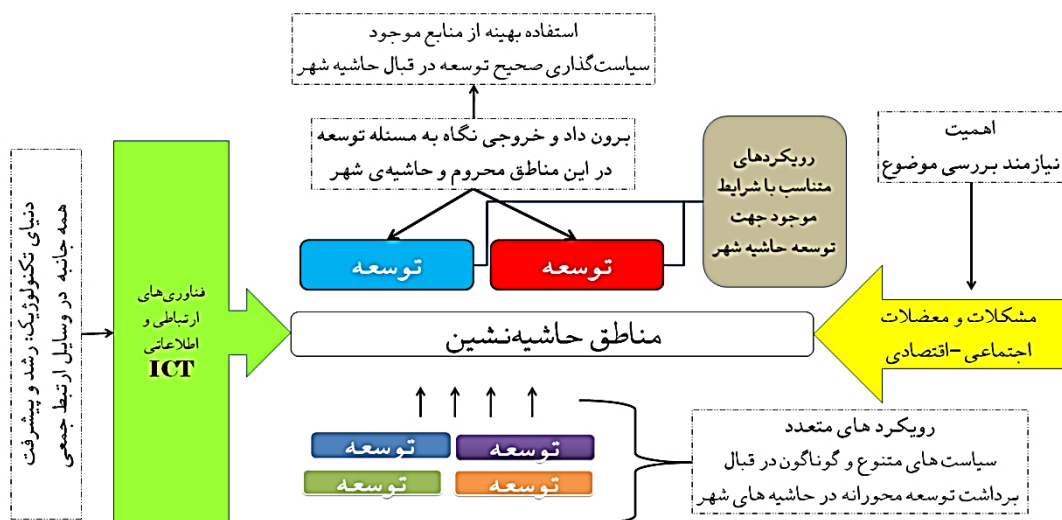 استفاده بهینه از منابع موجود
سیاست‌گذاری صحیح توسعه در قبال حاشیه شهر
برون داد و خروجی نگاه به مسئله توسعه
در این مناطق محروم و حاشیه‌ی شهر
رویکردهای
متناسب با شرایط
موجود جهت
توسعه حاشیه شهر
اهمیت
نیازمند بررسی موضوع
توسعه
توسعه
مشکلات و معضلات
اجتماعی –اقتصادی
مناطق حاشیه‌نشین
فناوری‌های
ارتباطی و
اطلاعاتی
ICT
دنیای تکنولوژیک: رشد و پیشرفت
همه جانبه در وسایل ارتبط جمعی
توسعه
توسعه
توسعه
توسعه
رویکرد های متعدد
سیاست های متنوع و گوناگون در قبال
برداشت توسعه محورانه در حاشیه های شهر